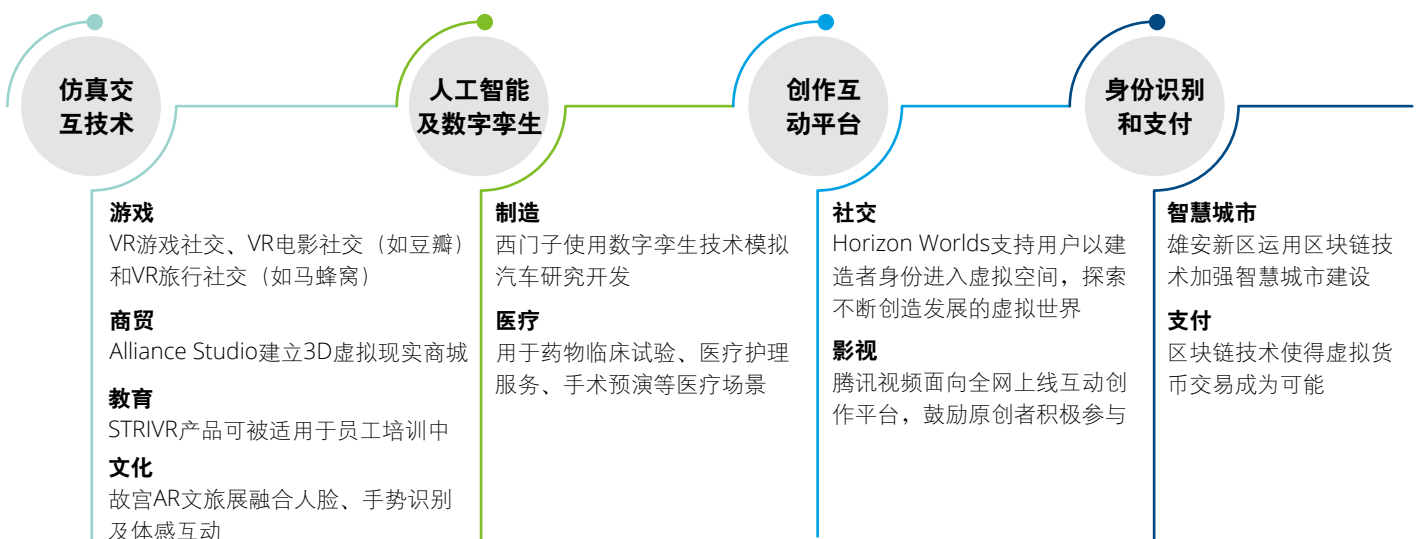 仿真交
互技术
游戏
VR游戏社交、VR电影社交（如豆瓣）
和VR旅行社交（如马蜂窝）
商贸
Alliance Studio建立3D虚拟现实商城
教育
STRIVR产品可被适用于员工培训中
文化
故宫AR文旅展融合人脸、手势识别
及体感互动
人工智能
及数字孪生
制造
西门子使用数字孪生技术模拟
汽车研究开发
医疗
用于药物临床试验、医疗护理
服务、手术预演等医疗场景
创作互
动平台
社交
Horizon Worlds支持用户以建
造者身份进入虚拟空间，探索
不断创造发展的虚拟世界
影视
腾讯视频面向全网上线互动创
作平台，鼓励原创者积极参与
身份识别
和支付
智慧城市
雄安新区运用区块链技
术加强智慧城市建设
支付
区块链技术使得虚拟货
币交易成为可能